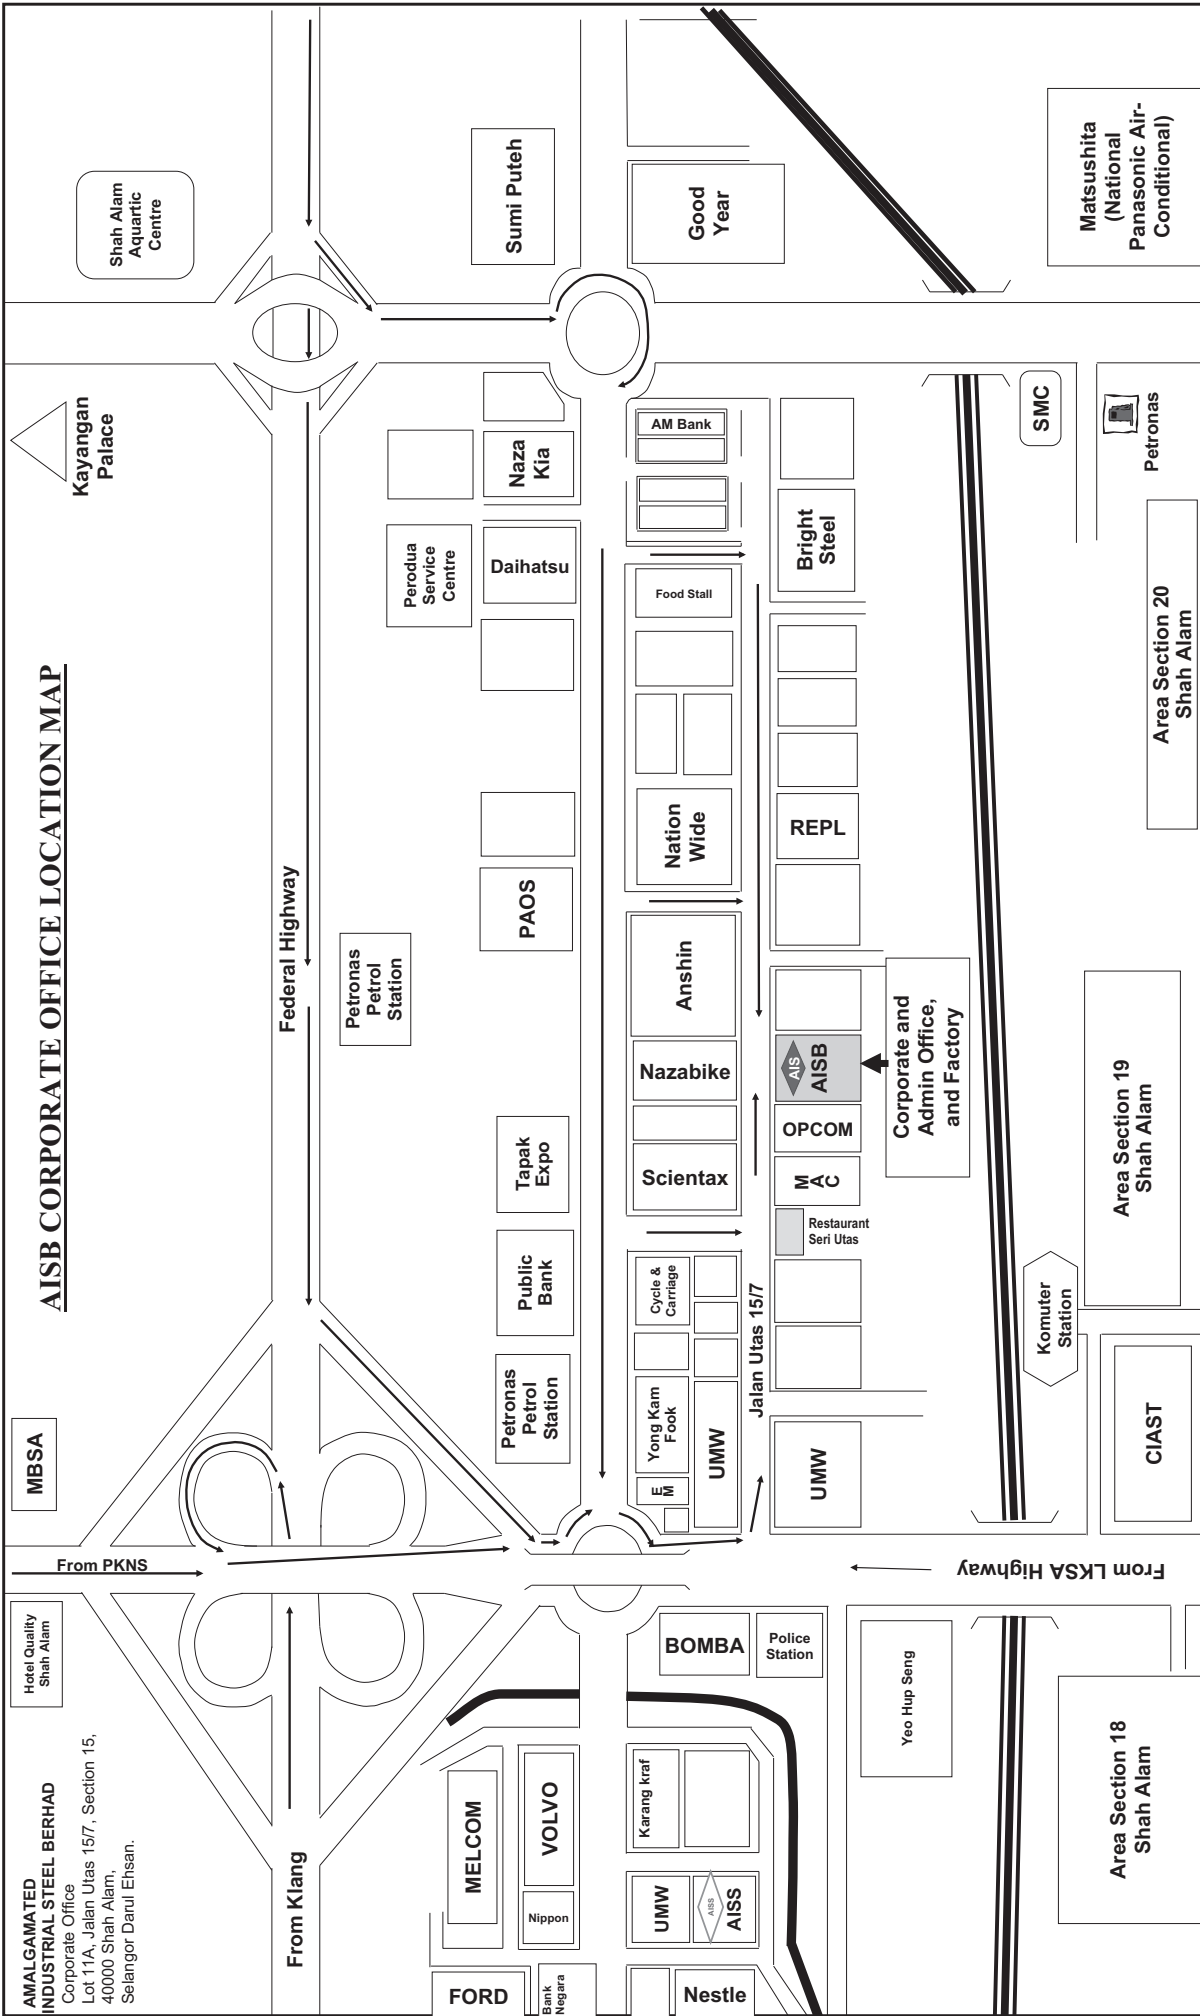 AISB CORPORATE OFFICE LOCATION MAP
AMALGAMATED
INDUSTRIAL STEEL BERHAD
Corporate Office
Lot 11A, Jalan Utas 15/7, Section 15,
40000 Shah Alam,
Selangor Darul Ehsan.
Hotel Quality
Shah Alam
From PKNS
MBSA
Kayangan
Palace
Shah Alam
Aquartic
Centre
From Klang
Federal Highway
Petronas
Petrol
Station
Perodua
Service
Centre
MELCOM
FORD
VOLVO
Nippon
Bank
Negara
Petronas
Petrol
Station
Public
Bank
Tapak
Expo
PAOS
Daihatsu
Naza
Kia
Sumi Puteh
Karang kraf
UMW
AISS
AISS
Nestle
BOMBA
Police
Station
E
M
Yong Kam
Fook
UMW
Cycle &
Carriage
Scientax
Nazabike
Anshin
Nation
Wide
Food Stall
AM Bank
Good
Year
Jalan Utas 15/7
UMW
Restaurant
Seri Utas
M
A
C
OPCOM
AIS
AISB
REPL
Bright
Steel
Corporate and
Admin Office,
and Factory
Yeo Hup Seng
From LKSA Highway
Komuter
Station
SMC
Petronas
Matsushita
(National
Panasonic Air-
Conditional)
Area Section 18
Shah Alam
CIAST
Area Section 19
Shah Alam
Area Section 20
Shah Alam